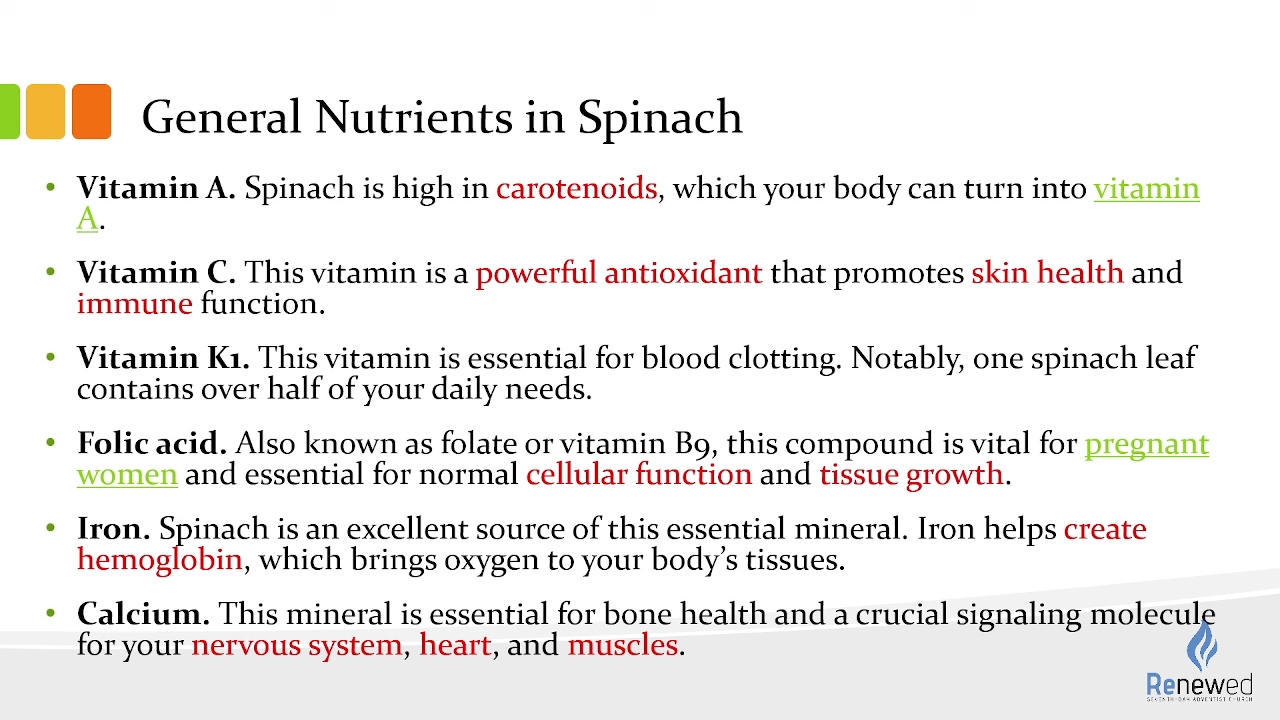 General Nutrients in Spinach
• Vitamin A. Spinach is high in carotenoids, which your body can turn into vitamin
A.
• Vitamin C. This vitamin is a powerful antioxidant that promotes skin health and
immune function.
• Vitamin K1. This vitamin is essential for blood clotting. Notably, one spinach leaf
contains over half of your daily needs.
• Folic acid. Also known as folate or vitamin B9, this compound is vital for pregnant
women and essential for normal cellular function and tissue growth.
• Iron. Spinach is an excellent source of this essential mineral. Iron helps create
hemoglobin, which brings oxygen to your body’s tissues.
• Calcium. This mineral is essential for bone health and a crucial signaling molecule
for your nervous system, heart, and muscles.
Renewed
SEVENTH-DAY ADVENTIST CHURCH